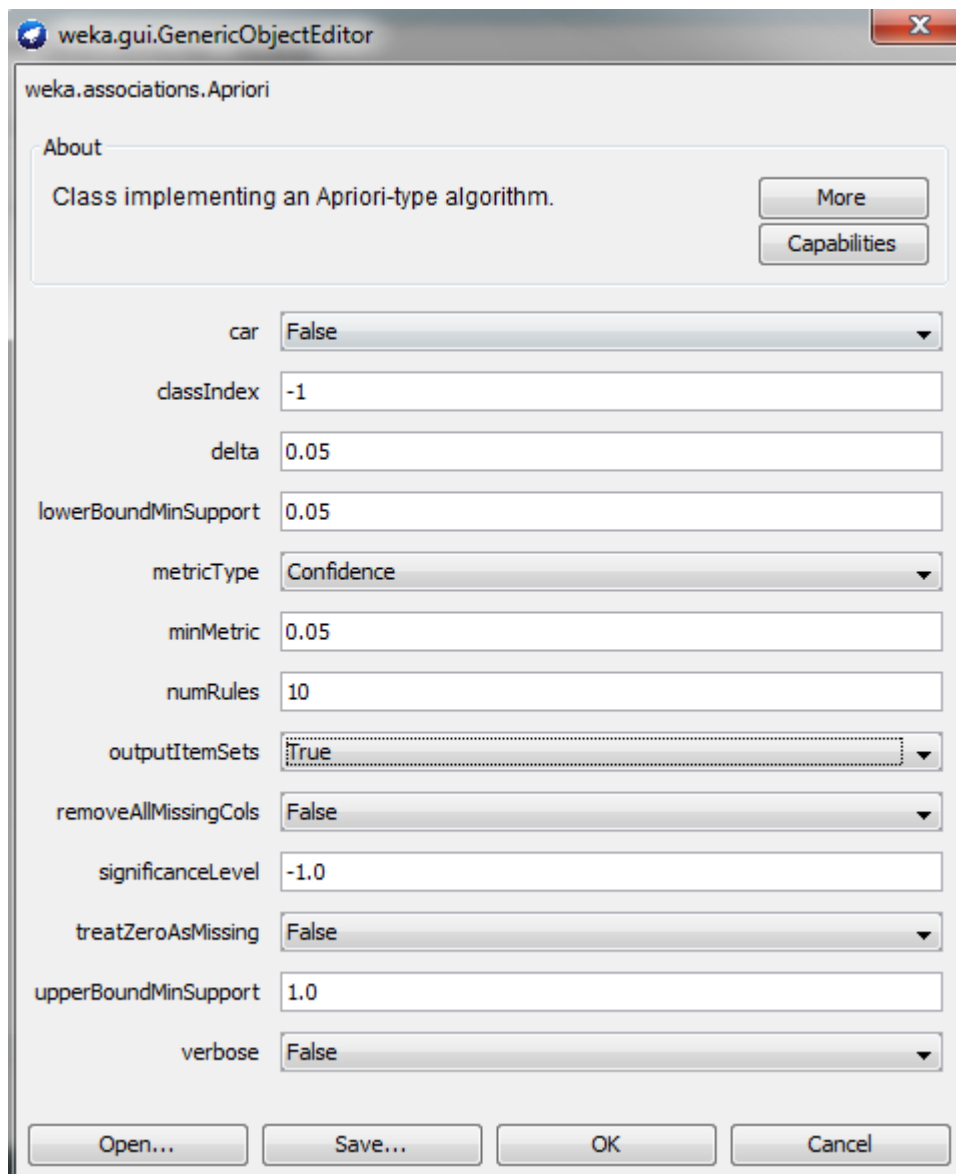 weka.gui.GenericObjectEditor
weka.associations.Apriori
About
Class implementing an Apriori-type algorithm.
More
Capabilities
car False
classIndex -1
delta 0.05
lowerBoundMinSupport 0.05
metricType Confidence
minMetric 0.05
numRules 10
outputItemSets True
removeAllMissingCols False
significanceLevel -1.0
treatZeroAsMissing False
upperBoundMinSupport 1.0
verbose False
Open... Save... OK Cancel